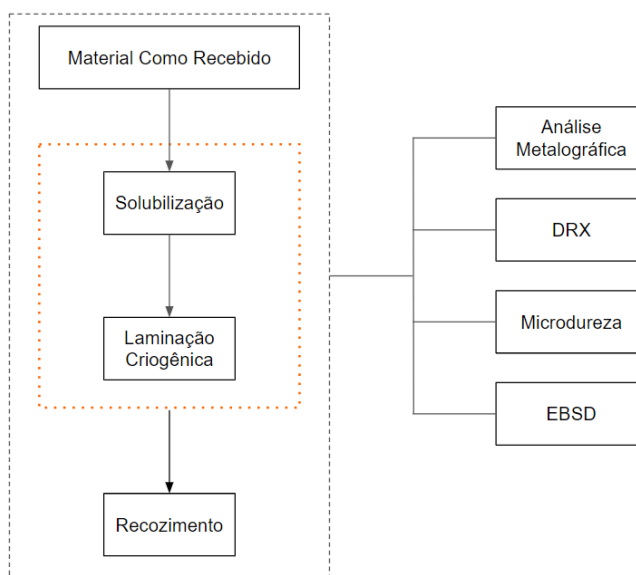 Material Como Recebido
Solubilização
Laminação
Criogênica
Recozimento
Análise
Metalográfica
DRX
Microdureza
EBSD